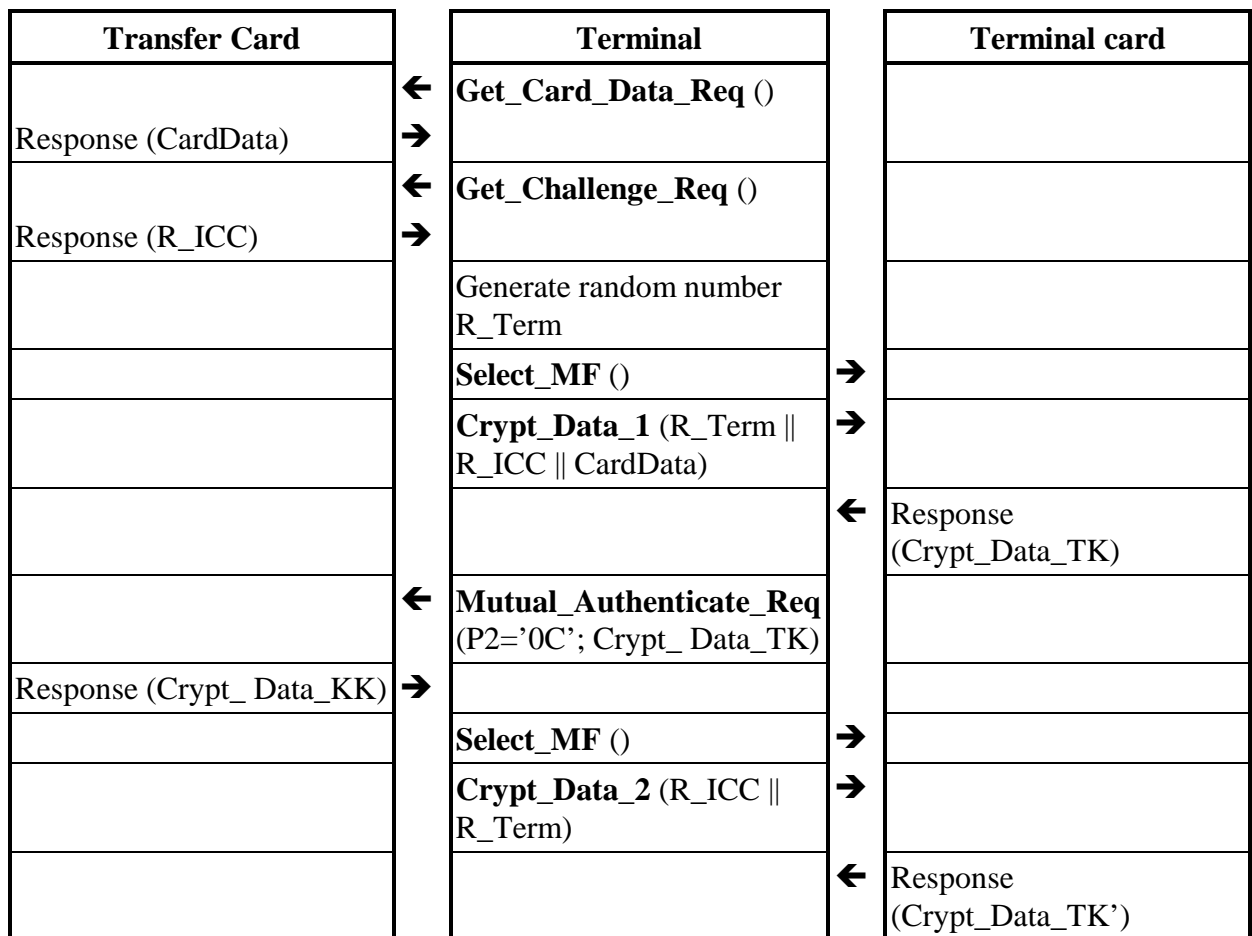 Transfer Card Terminal Terminal card
← Get_Card_Data_Req ()
Response (CardData) →
← Get_Challenge_Req ()
Response (R_ICC) →
Generate random number
R_Term
Select_MF () →
Crypt_Data_1 (R_Term || →
R_ICC || CardData)
← Response
(Crypt_Data_TK)
← Mutual_Authenticate_Req
(P2=’0C’; Crypt_ Data_TK)
Response (Crypt_ Data_KK) →
Select_MF () →
Crypt_Data_2 (R_ICC || →
R_Term)
← Response
(Crypt_Data_TK’)